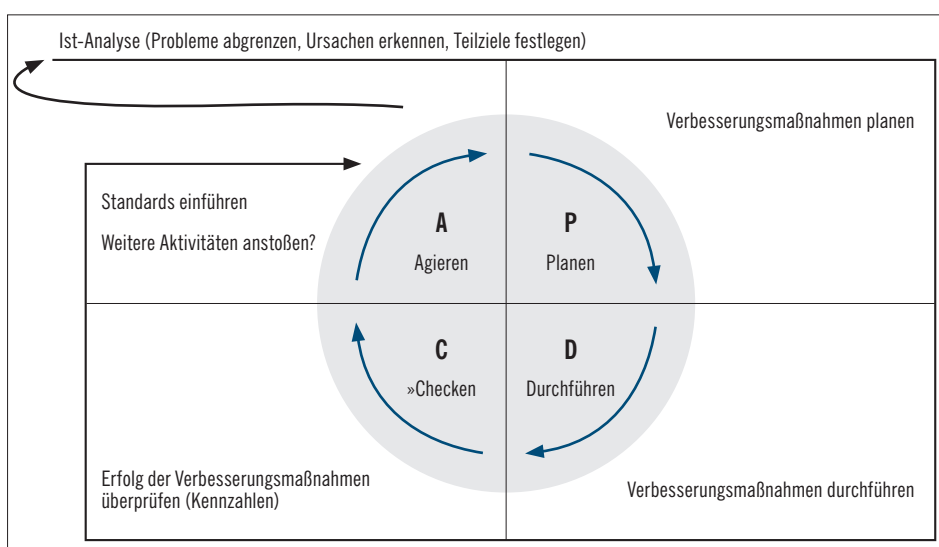 Ist-Analyse (Probleme abgrenzen, Ursachen erkennen, Teilziele festlegen)
Verbesserungsmaßnahmen planen
Standards einführen
Weitere Aktivitäten anstoßen?
A
Agieren
P
Planen
C
»Checken
D
Durchführen
Erfolg der Verbesserungsmaßnahmen
überprüfen (Kennzahlen)
Verbesserungsmaßnahmen durchführen